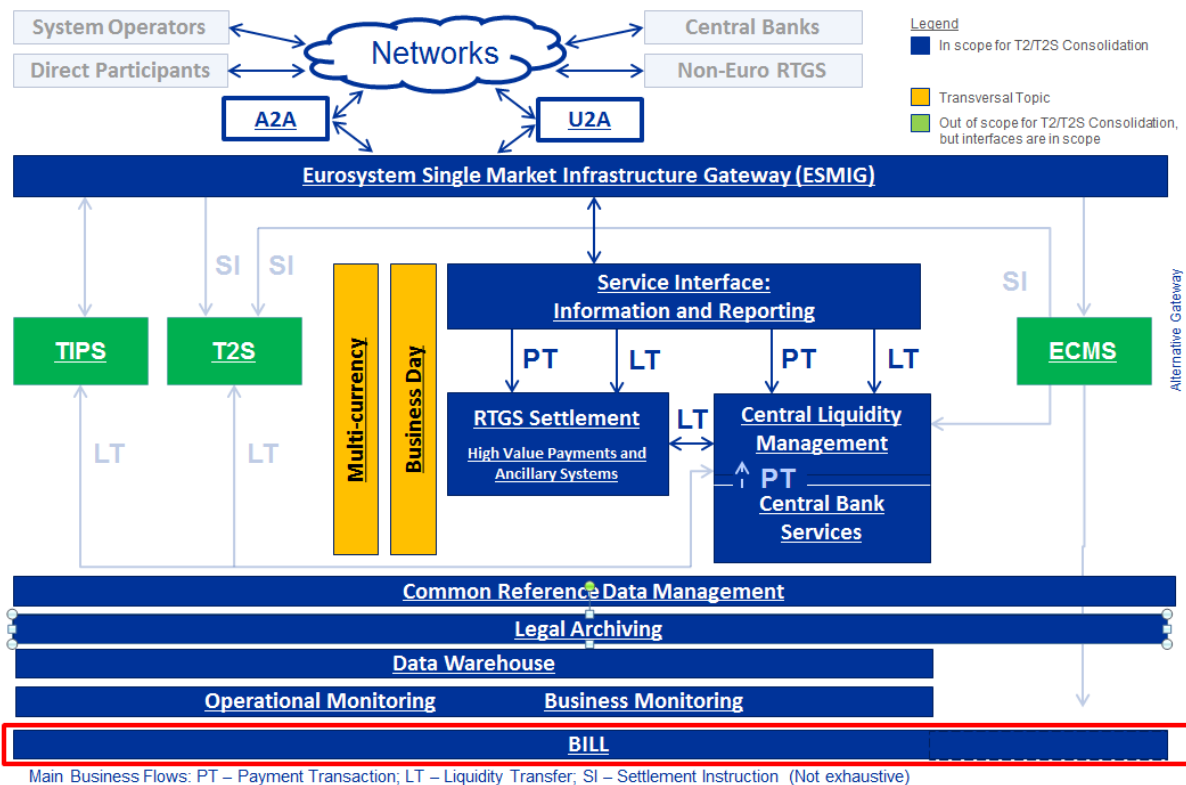 System Operators
Direct Participants
Networks
Central Banks
Non-Euro RTGS
Legend
In scope for T2/T2S Consolidation
Transversal Topic
Out of scope for T2/T2S Consolidation,
but interfaces are in scope
A2A
U2A
Eurosystem Single Market Infrastructure Gateway (ESMIG)
SI
SI
SI
Alternative Gateway
Multi-currency
Business Day
Service Interface:
Information and Reporting
TIPS
T2S
ECMS
PT
LT
PT
LT
RTGS Settlement
High Value Payments and
Ancillary Systems
LT
Central Liquidity
Management
PT
Central Bank
Services
LT
LT
Common Reference Data Management
Legal Archiving
Data Warehouse
Operational Monitoring
Business Monitoring
BILL
Main Business Flows: PT – Payment Transaction; LT – Liquidity Transfer; SI – Settlement Instruction (Not exhaustive)